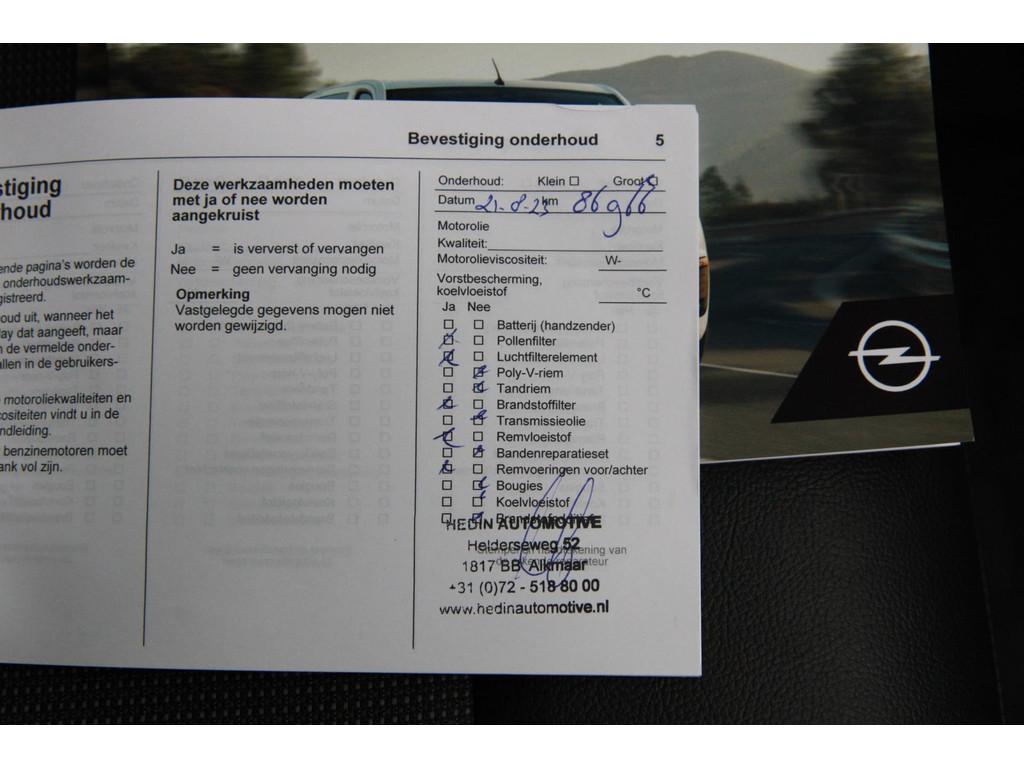 Bevestiging onderhoud 5
stiging
houd
ende pagina's worden de
onderhoudswerkzaam-
gistreerd.
oud uit, wanneer het
lay dat aangeeft, maar
n de vermelde onder-
allen in de gebruikers-
motoroliekwaliteiten en
cositeiten vindt u in de
ndleiding.
benzinemotoren moet
ank vol zijn.
Deze werkzaamheden moeten
met ja of nee worden
aangekruist
Ja = is ververst of vervangen
Nee = geen vervanging nodig
Opmerking
Vastgelegde gegevens mogen niet
worden gewijzigd.
Onderhoud: Klein Groot
Datum 21-8-23 km 86966
Motorolie
Kwaliteit:
Motorolieviscositeit: W-
Vorstbescherming,
koelvloeistof °C
Ja Nee
Batterij (handzender)
Pollenfilter
Luchtfilterelement
Poly-V-riem
Tandriem
Brandstoffilter
Transmissieolie
Remvloeistof
Bandenreparatieset
Remvoeringen voor/achter
Bougies
Koelvloeistof
HEDIN AUTOMOTIVE
Helderseweg 52
1817 BB Alkmaar
+31 (0)72 - 518 80 00
www.hedinautomotive.nl